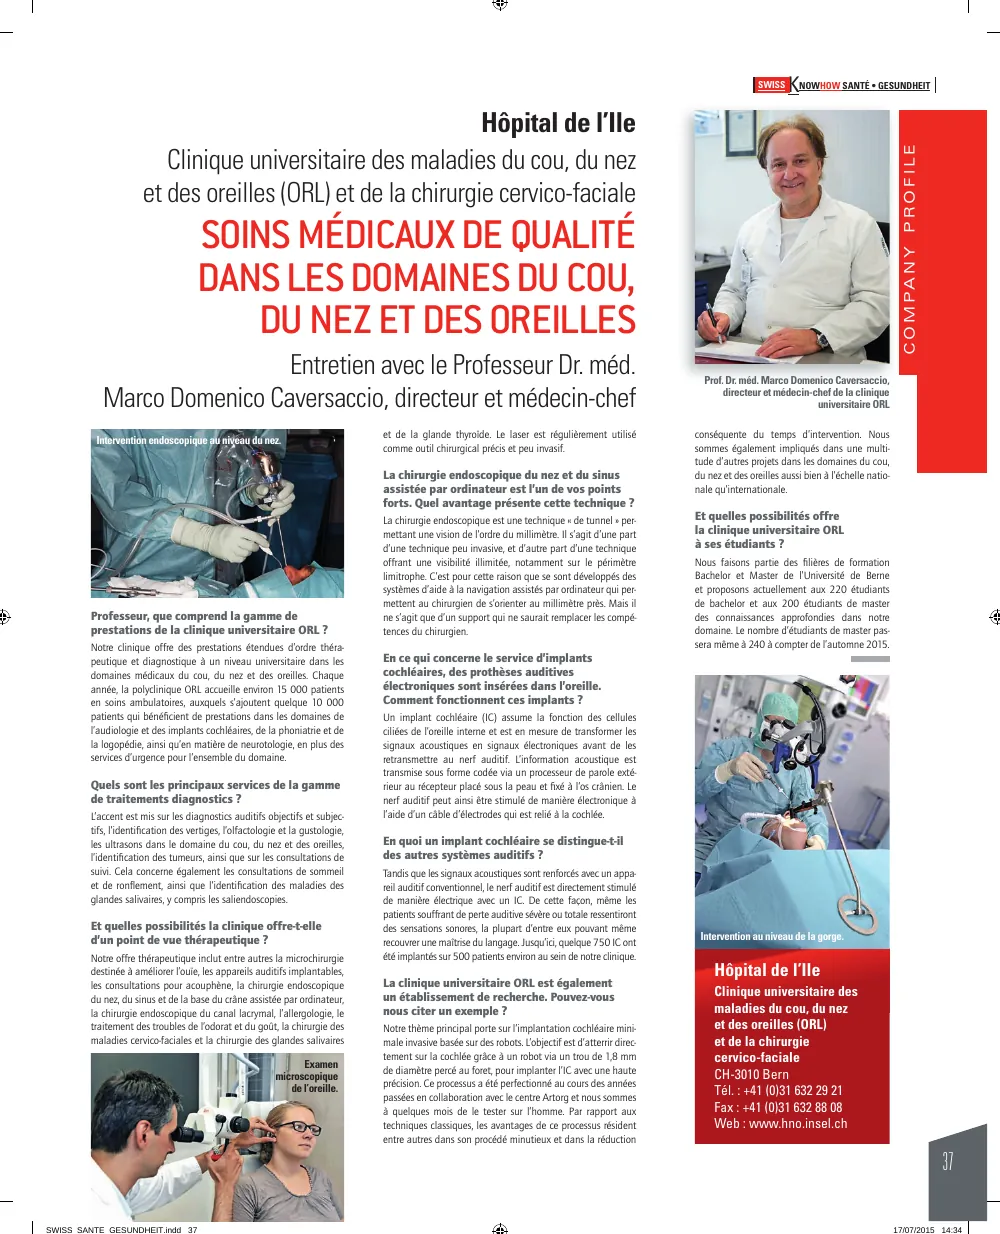 SWISS KNOWHOW SANTÉ • GESUNDHEIT
COMPANY PROFILE
Hôpital de l’Ile
Clinique universitaire des maladies du cou, du nez
et des oreilles (ORL) et de la chirurgie cervico-faciale
SOINS MÉDICAUX DE QUALITÉ
DANS LES DOMAINES DU COU,
DU NEZ ET DES OREILLES
Entretien avec le Professeur Dr. méd.
Marco Domenico Caversaccio, directeur et médecin-chef
Prof. Dr. méd. Marco Domenico Caversaccio,
directeur et médecin-chef de la clinique
universitaire ORL
Intervention endoscopique au niveau du nez.
Professeur, que comprend la gamme de
prestations de la clinique universitaire ORL ?
Notre clinique offre des prestations étendues d’ordre théra-
peutique et diagnostique à un niveau universitaire dans les
domaines médicaux du cou, du nez et des oreilles. Chaque
année, la polyclinique ORL accueille environ 15 000 patients
en soins ambulatoires, auxquels s’ajoutent quelque 10 000
patients qui bénéficient de prestations dans les domaines de
l’audiologie et des implants cochléaires, de la phoniatrie et de
la logopédie, ainsi qu’en matière de neurotologie, en plus des
services d’urgence pour l’ensemble du domaine.
Quels sont les principaux services de la gamme
de traitements diagnostics ?
L’accent est mis sur les diagnostics auditifs objectifs et subjec-
tifs, l’identification des vertiges, l’olfactologie et la gustologie,
les ultrasons dans le domaine du cou, du nez et des oreilles,
l’identification des tumeurs, ainsi que sur les consultations de
suivi. Cela concerne également les consultations de sommeil
et de ronflement, ainsi que l’identification des maladies des
glandes salivaires, y compris les saliendoscopies.
Et quelles possibilités la clinique offre-t-elle
d’un point de vue thérapeutique ?
Notre offre thérapeutique inclut entre autres la microchirurgie
destinée à améliorer l’ouïe, les appareils auditifs implantables,
les consultations pour acouphène, la chirurgie endoscopique
du nez, du sinus et de la base du crâne assistée par ordinateur,
la chirurgie endoscopique du canal lacrymal, l’allergologie, le
traitement des troubles de l’odorat et du goût, la chirurgie des
maladies cervico-faciales et la chirurgie des glandes salivaires
Examen
microscopique
de l’oreille.
et de la glande thyroïde. Le laser est régulièrement utilisé
comme outil chirurgical précis et peu invasif.
La chirurgie endoscopique du nez et du sinus
assistée par ordinateur est l’un de vos points
forts. Quel avantage présente cette technique ?
La chirurgie endoscopique est une technique « de tunnel » per-
mettant une vision de l’ordre du millimètre. Il s’agit d’une part
d’une technique peu invasive, et d’autre part d’une technique
offrant une visibilité illimitée, notamment sur le périmètre
limitrophe. C’est pour cette raison que se sont développés des
systèmes d’aide à la navigation assistés par ordinateur qui per-
mettent au chirurgien de s’orienter au millimètre près. Mais il
ne s’agit que d’un support qui ne saurait remplacer les compé-
tences du chirurgien.
En ce qui concerne le service d’implants
cochléaires, des prothèses auditives
électroniques sont insérées dans l’oreille.
Comment fonctionnent ces implants ?
Un implant cochléaire (IC) assume la fonction des cellules
ciliées de l’oreille interne et est en mesure de transformer les
signaux acoustiques en signaux électroniques avant de les
retransmettre au nerf auditif. L’information acoustique est
transmise sous forme codée via un processeur de parole exté-
rieur au récepteur placé sous la peau et fixé à l’os crânien. Le
nerf auditif peut ainsi être stimulé de manière électronique à
l’aide d’un câble d’électrodes qui est relié à la cochlée.
En quoi un implant cochléaire se distingue-t-il
des autres systèmes auditifs ?
Tandis que les signaux acoustiques sont renforcés avec un appa-
reil auditif conventionnel, le nerf auditif est directement stimulé
de manière électrique avec un IC. De cette façon, même les
patients souffrant de perte auditive sévère ou totale ressentiront
des sensations sonores, la plupart d’entre eux pouvant même
recouvrer une maîtrise du langage. Jusqu’ici, quelque 750 IC ont
été implantés sur 500 patients environ au sein de notre clinique.
La clinique universitaire ORL est également
un établissement de recherche. Pouvez-vous
nous citer un exemple ?
Notre thème principal porte sur l’implantation cochléaire mini-
male invasive basée sur des robots. L’objectif est d’atterrir direc-
tement sur la cochlée grâce à un robot via un trou de 1,8 mm
de diamètre percé au foret, pour implanter l’IC avec une haute
précision. Ce processus a été perfectionné au cours des années
passées en collaboration avec le centre Artorg et nous sommes
à quelques mois de le tester sur l’homme. Par rapport aux
techniques classiques, les avantages de ce processus résident
entre autres dans son procédé minutieux et dans la réduction
conséquente du temps d’intervention. Nous
sommes également impliqués dans une multi-
tude d’autres projets dans les domaines du cou,
du nez et des oreilles aussi bien à l’échelle natio-
nale qu’internationale.
Et quelles possibilités offre
la clinique universitaire ORL
à ses étudiants ?
Nous faisons partie des filières de formation
Bachelor et Master de l’Université de Berne
et proposons actuellement aux 220 étudiants
de bachelor et aux 200 étudiants de master
des connaissances approfondies dans notre
domaine. Le nombre d’étudiants de master pas-
sera même à 240 à compter de l’automne 2015.
Intervention au niveau de la gorge.
Hôpital de l’Ile
Clinique universitaire des
maladies du cou, du nez
et des oreilles (ORL)
et de la chirurgie
cervico-faciale
CH-3010 Bern
Tél. : +41 (0)31 632 29 21
Fax : +41 (0)31 632 88 08
Web : www.hno.insel.ch
37
SWISS_SANTE_GESUNDHEIT.indd 37
17/07/2015 14:34